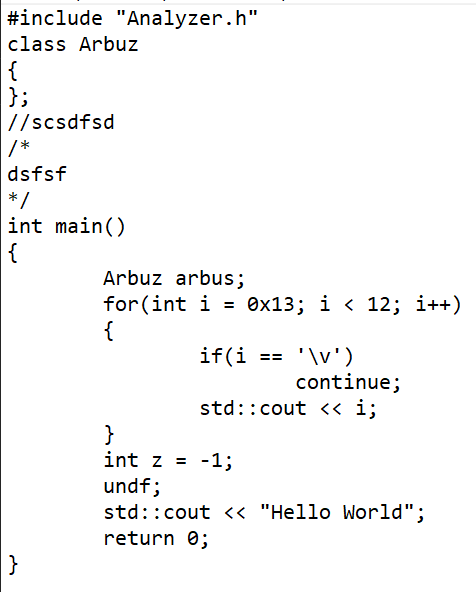 #include "Analyzer.h"
class Arbuz
{
};
//scsdfsd
/*
dsfsf
*/
int main()
{
	Arbuz arbus;
	for(int i = 0x13; i < 12; i++)
	{
		if(i == '\v')
			continue;
		std::cout << i;
	}
	int z = -1;
	undf;
	std::cout << "Hello World";
	return 0;
}